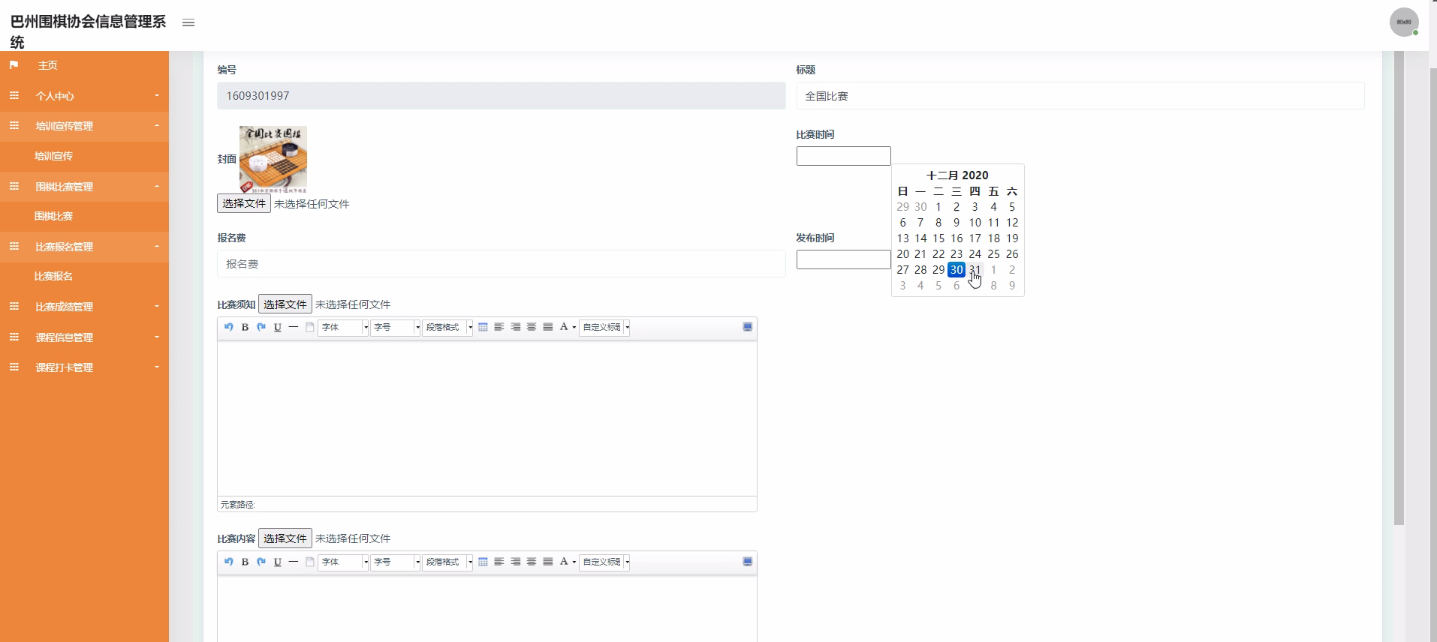 巴州围棋协会信息管理系
统
主页
个人中心
培训宣传管理
培训宣传
围棋比赛管理
围棋比赛
比赛报名管理
比赛报名
比赛成绩管理
课程信息管理
课程打卡管理
编号
标题
1609301997
全国比赛
封面
全国比赛围棋
选择文件 未选择任何文件
比赛时间
十二月 2020
日 一 二 三 四 五 六
29 30 1 2 3 4 5
6 7 8 9 10 11 12
13 14 15 16 17 18 19
20 21 22 23 24 25 26
27 28 29 30 31 1 2
3 4 5 6 8 9
报名费
发布时间
报名费
比赛须知 选择文件 未选择任何文件
B U 字体 字号 段落格式 A 自定义标题
元素路径:
比赛内容 选择文件 未选择任何文件
B U 字体 字号 段落格式 A 自定义标题